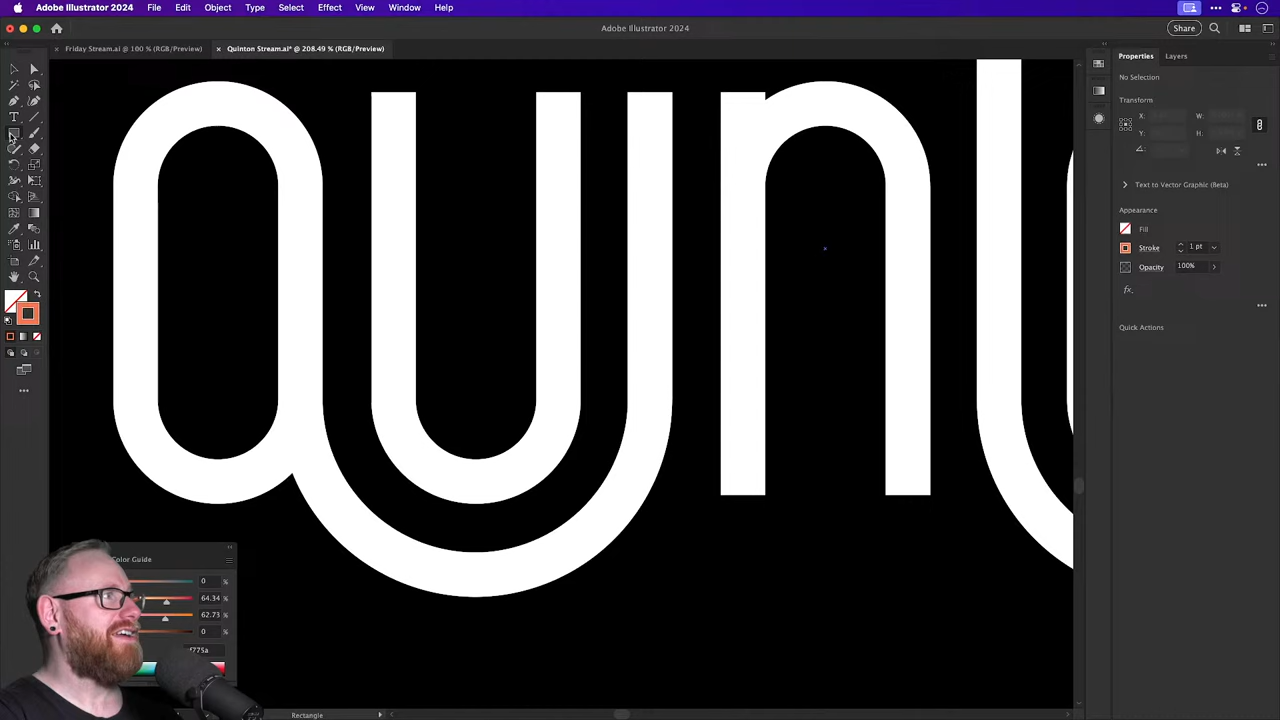 Adobe Illustrator 2024 File Edit Object Type Select Effect View Window Help
Adobe Illustrator 2024
Share
× Friday Stream.ai @ 100 % (RGB/Preview) × Quinton Stream.ai* @ 208.49 % (RGB/Preview)
Properties Layers
No Selection
Transform
X: W:
Y: H:
Text to Vector Graphic (Beta)
Appearance
Fill
Stroke 1 pt
Opacity 100%
fx.
Quick Actions
Color Guide
0 %
64.34 %
62.73 %
0 %
f775a
Rectangle